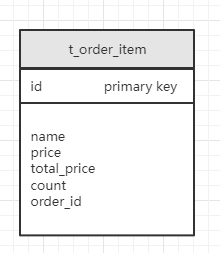 t_order_item
id primary key
name
price
total_price
count
order_id